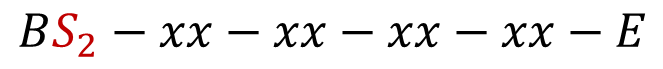 BS₂ − xx − xx − xx − xx − E